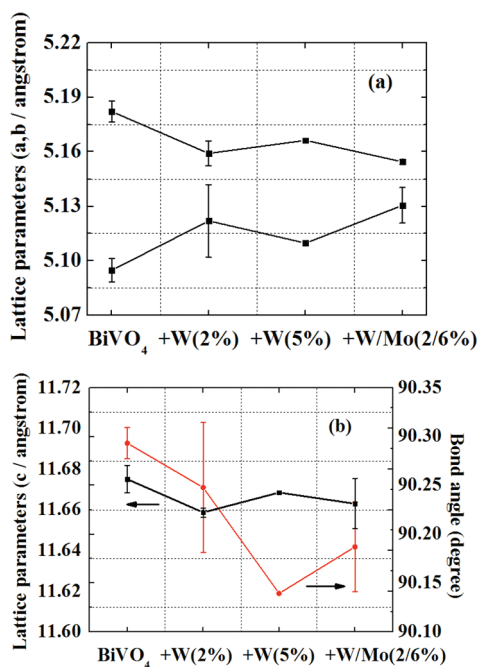 5.22
5.19
5.16
5.13
5.10
5.07
Lattice parameters (a,b / angstrom)
(a)
BiVO4 +W(2%) +W(5%) +W/Mo(2/6%)
11.72
11.70
11.68
11.66
11.64
11.62
11.60
Lattice parameters (c / angstrom)
(b)
90.35
90.30
90.25
90.20
90.15
90.10
Bond angle (degree)
BiVO4 +W(2%) +W(5%) +W/Mo(2/6%)